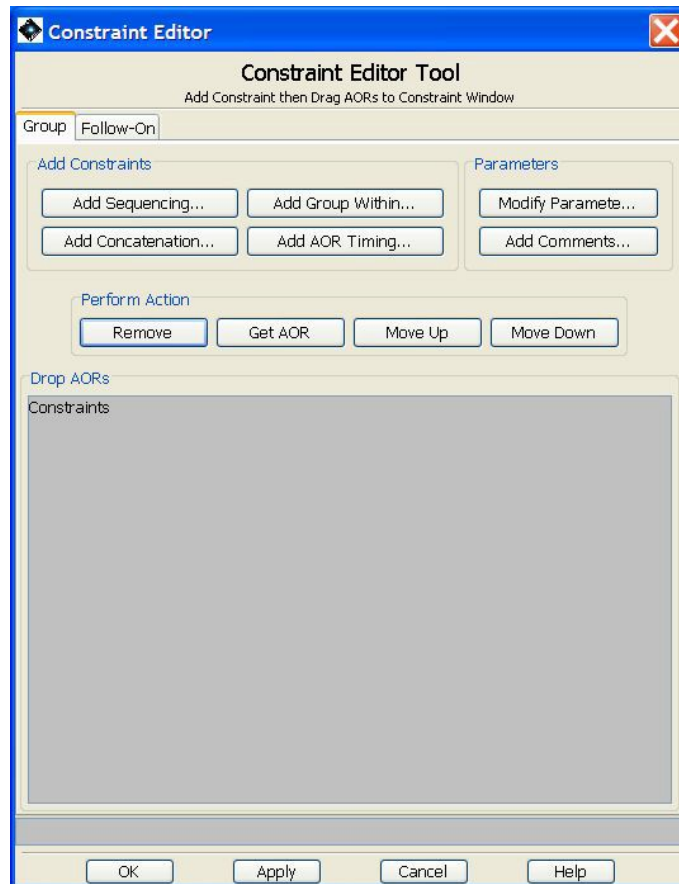 Constraint Editor
Constraint Editor Tool
Add Constraint then Drag AORs to Constraint Window
Group Follow-On
Add Constraints Parameters
Add Sequencing... Add Group Within... Modify Paramete...
Add Concatenation... Add AOR Timing... Add Comments...
Perform Action
Remove Get AOR Move Up Move Down
Drop AORs
Constraints
OK Apply Cancel Help